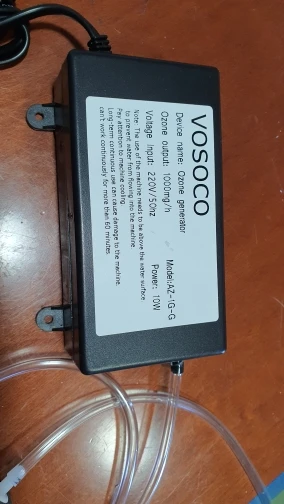 VOSOCO
Device name: Ozone generator Model:AZ-1G-G
Ozone output: 1000mg/h
Voltage input: 220V/50hz Power: 10W
Note: The use of the machine needs to be above the water surface
to prevent water from flowing into the machine
Pay attention to machine cooling
Long-term continuous use can cause damage to the machine.
can't work continuously for more than 60 minutes